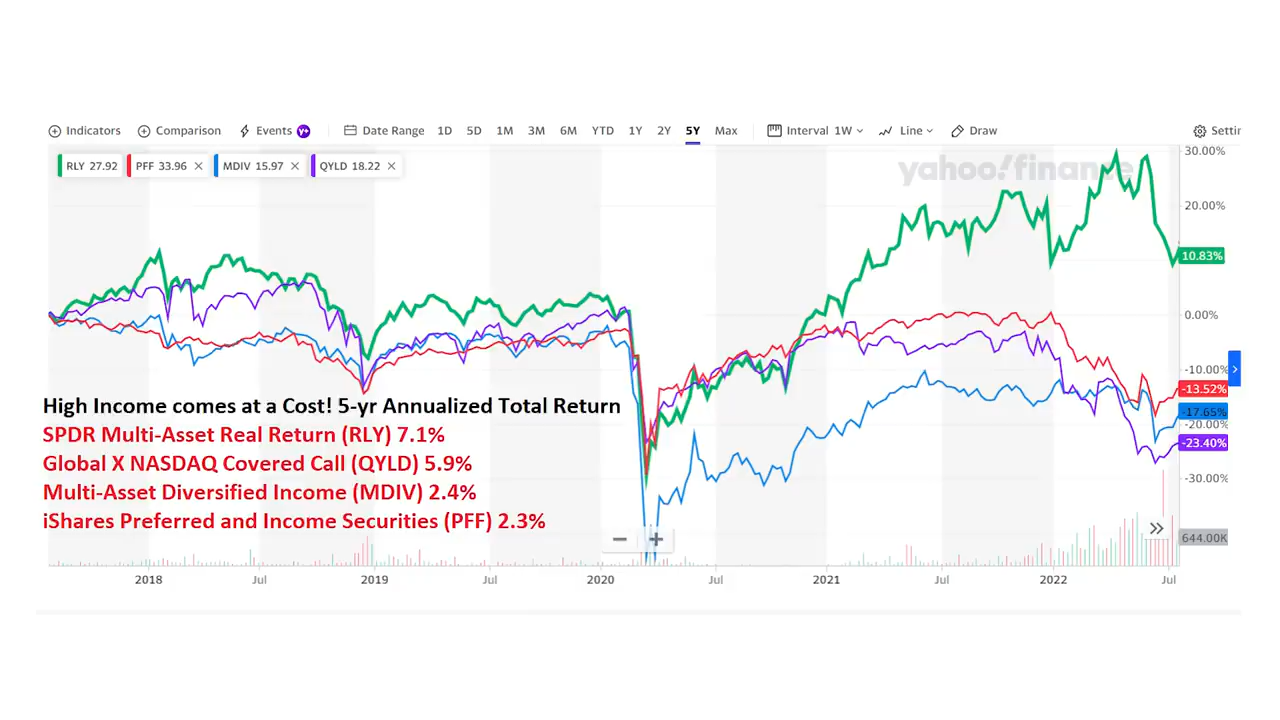 Indicators Comparison Events Y+ Date Range 1D 5D 1M 3M 6M YTD 1Y 2Y 5Y Max Interval 1W Line Draw
RLY 27.92 PFF 33.96 × MDIV 15.97 × QYLD 18.22 ×
yahoo!finance
30.00%
20.00%
10.83%
0.00%
-10.00%
-13.52%
-17.65%
-20.00%
-23.40%
-30.00%
644.00K
High Income comes at a Cost! 5-yr Annualized Total Return
SPDR Multi-Asset Real Return (RLY) 7.1%
Global X NASDAQ Covered Call (QYLD) 5.9%
Multi-Asset Diversified Income (MDIV) 2.4%
iShares Preferred and Income Securities (PFF) 2.3%
2018 Jul 2019 Jul 2020 Jul 2021 Jul 2022 Jul